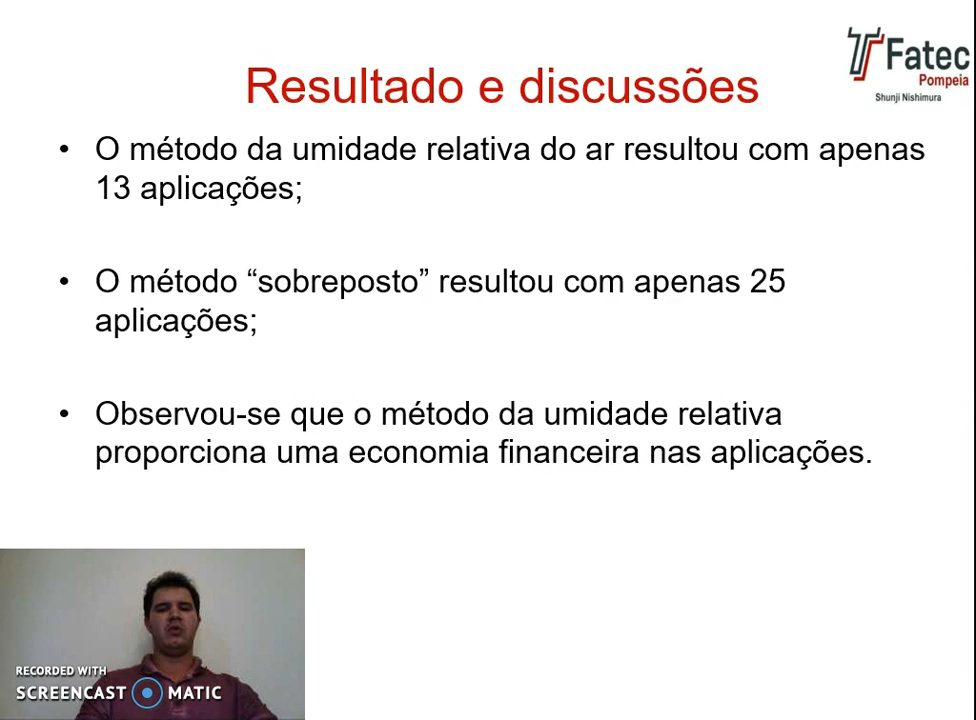 Fatec
Pompeia
Shunji Nishimura
Resultado e discussões
• O método da umidade relativa do ar resultou com apenas
13 aplicações;
• O método “sobreposto” resultou com apenas 25
aplicações;
• Observou-se que o método da umidade relativa
proporciona uma economia financeira nas aplicações.
RECORDED WITH
SCREENCAST MATIC